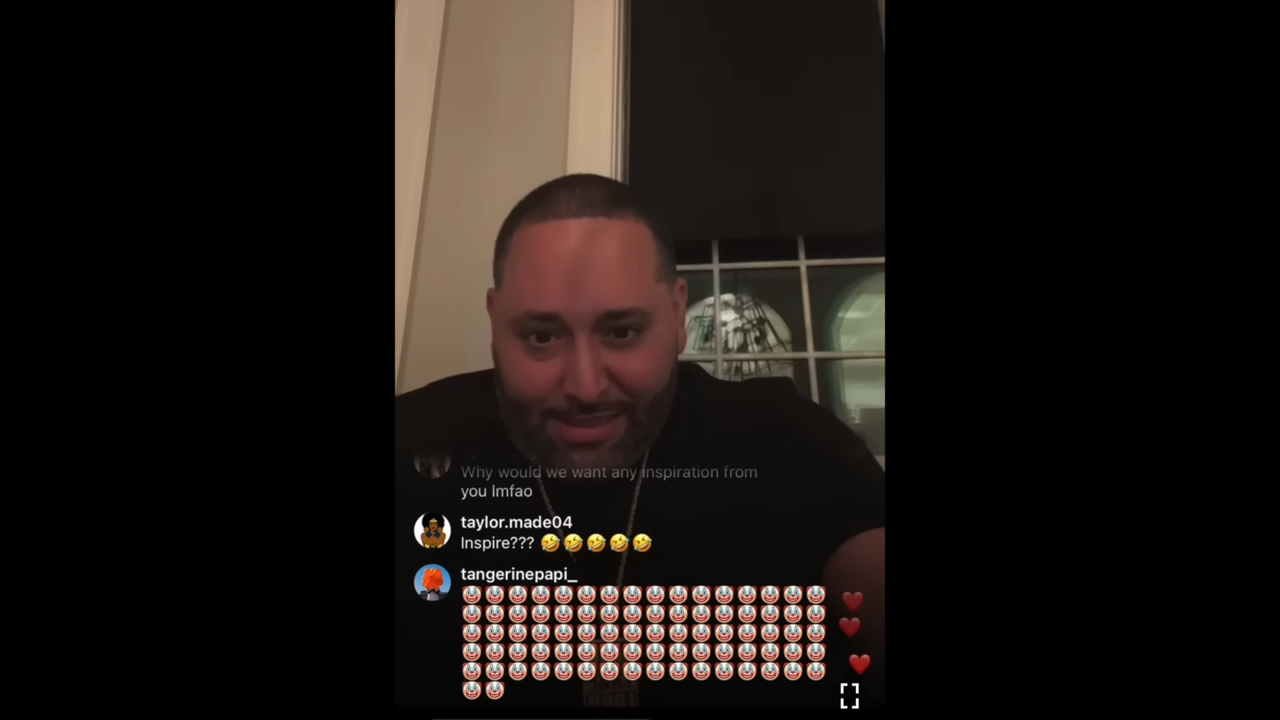 Why would we want any inspiration from
you lmfao
taylor.made04
Inspire??? 🤣🤣🤣🤣🤣
tangerinepapi_
🤡🤡🤡🤡🤡🤡🤡🤡🤡🤡🤡🤡🤡🤡🤡🤡
🤡🤡🤡🤡🤡🤡🤡🤡🤡🤡🤡🤡🤡🤡🤡🤡
🤡🤡🤡🤡🤡🤡🤡🤡🤡🤡🤡🤡🤡🤡🤡🤡
🤡🤡🤡🤡🤡🤡🤡🤡🤡🤡🤡🤡🤡🤡🤡🤡
🤡🤡🤡🤡🤡🤡🤡🤡🤡🤡🤡🤡🤡🤡🤡🤡
🤡🤡